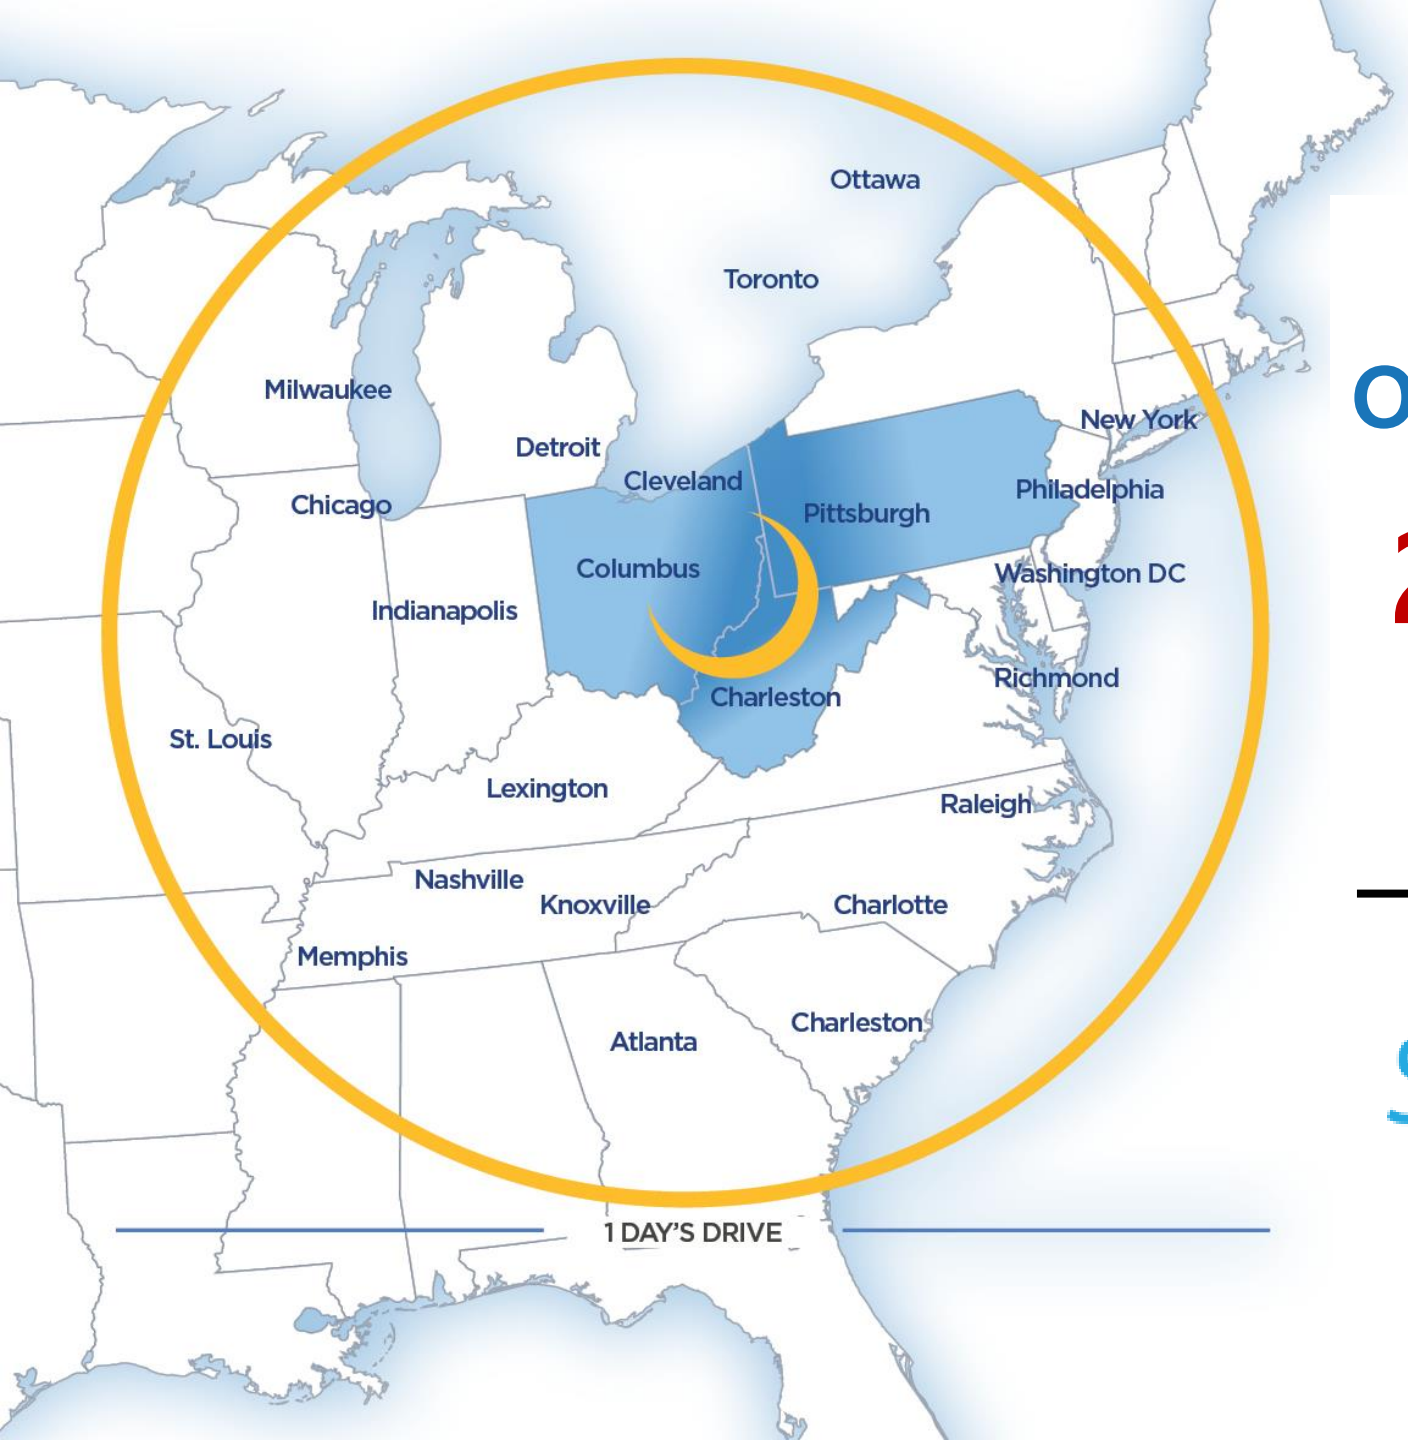 Ottawa
Toronto
Milwaukee
New York
Detroit
Cleveland
Philadelphia
Chicago
Pittsburgh
Columbus
Washington DC
Indianapolis
Richmond
Charleston
St. Louis
Lexington
Raleigh
Nashville
Knoxville
Charlotte
Memphis
Charleston
Atlanta
1 DAY'S DRIVE